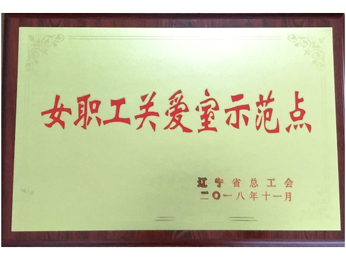 女职工关爱室示范点
辽宁省总工会
二〇一八年十一月